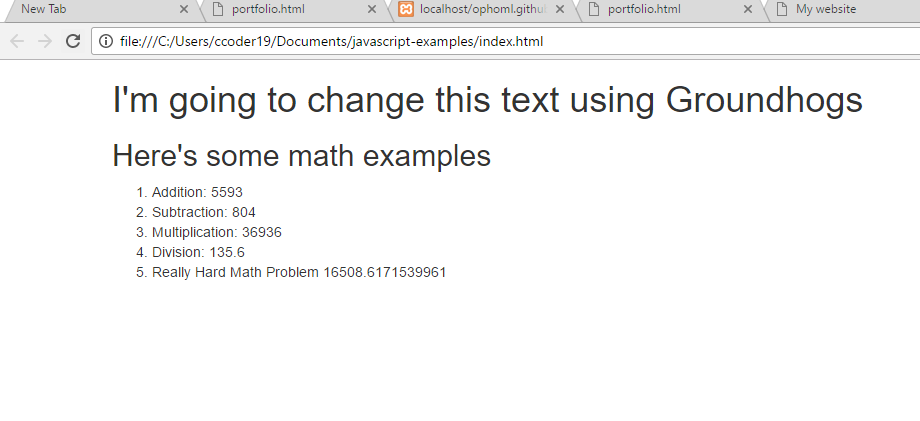 New Tab
portfolio.html
localhost/ophoml.githu
portfolio.html
My website
file:///C:/Users/ccoder19/Documents/javascript-examples/index.html
I'm going to change this text using Groundhogs
Here's some math examples
1. Addition: 5593
2. Subtraction: 804
3. Multiplication: 36936
4. Division: 135.6
5. Really Hard Math Problem 16508.6171539961